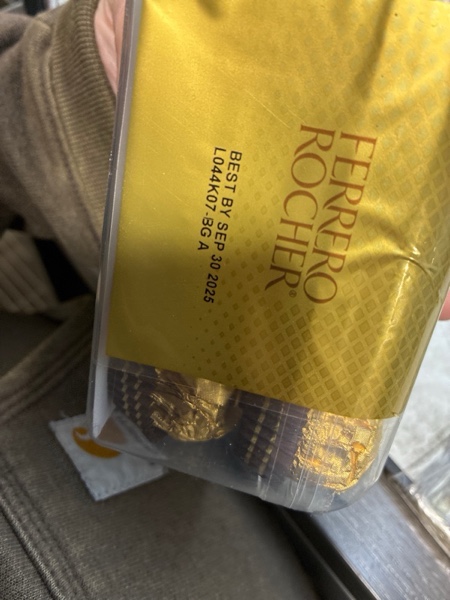 FERRERO
ROCHER®
BEST BY SEP 30 2025
L044K07-BG A